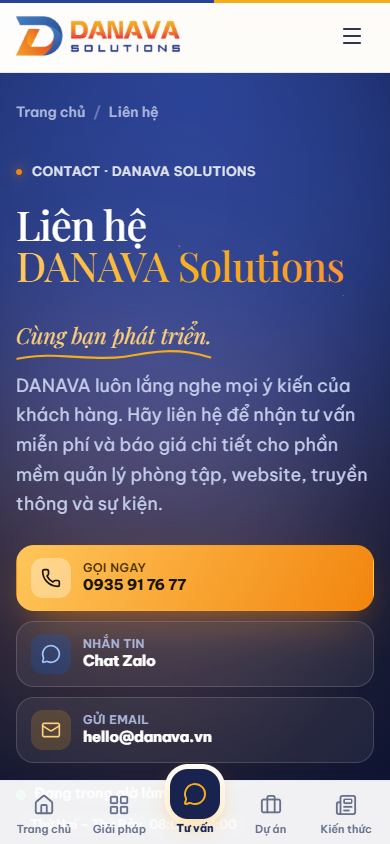 DANAVA
SOLUTIONS
Trang chủ / Liên hệ
CONTACT · DANAVA SOLUTIONS
Liên hệ
DANAVA Solutions
Cùng bạn phát triển.
DANAVA luôn lắng nghe mọi ý kiến của
khách hàng. Hãy liên hệ để nhận tư vấn
miễn phí và báo giá chi tiết cho phần
mềm quản lý phòng tập, website, truyền
thông và sự kiện.
GỌI NGAY
0935 91 76 77
NHẮN TIN
Chat Zalo
GỬI EMAIL
hello@danava.vn
Đang trong giờ làm
Trang chủ
Giải pháp
Tư vấn
Dự án
Kiến thức